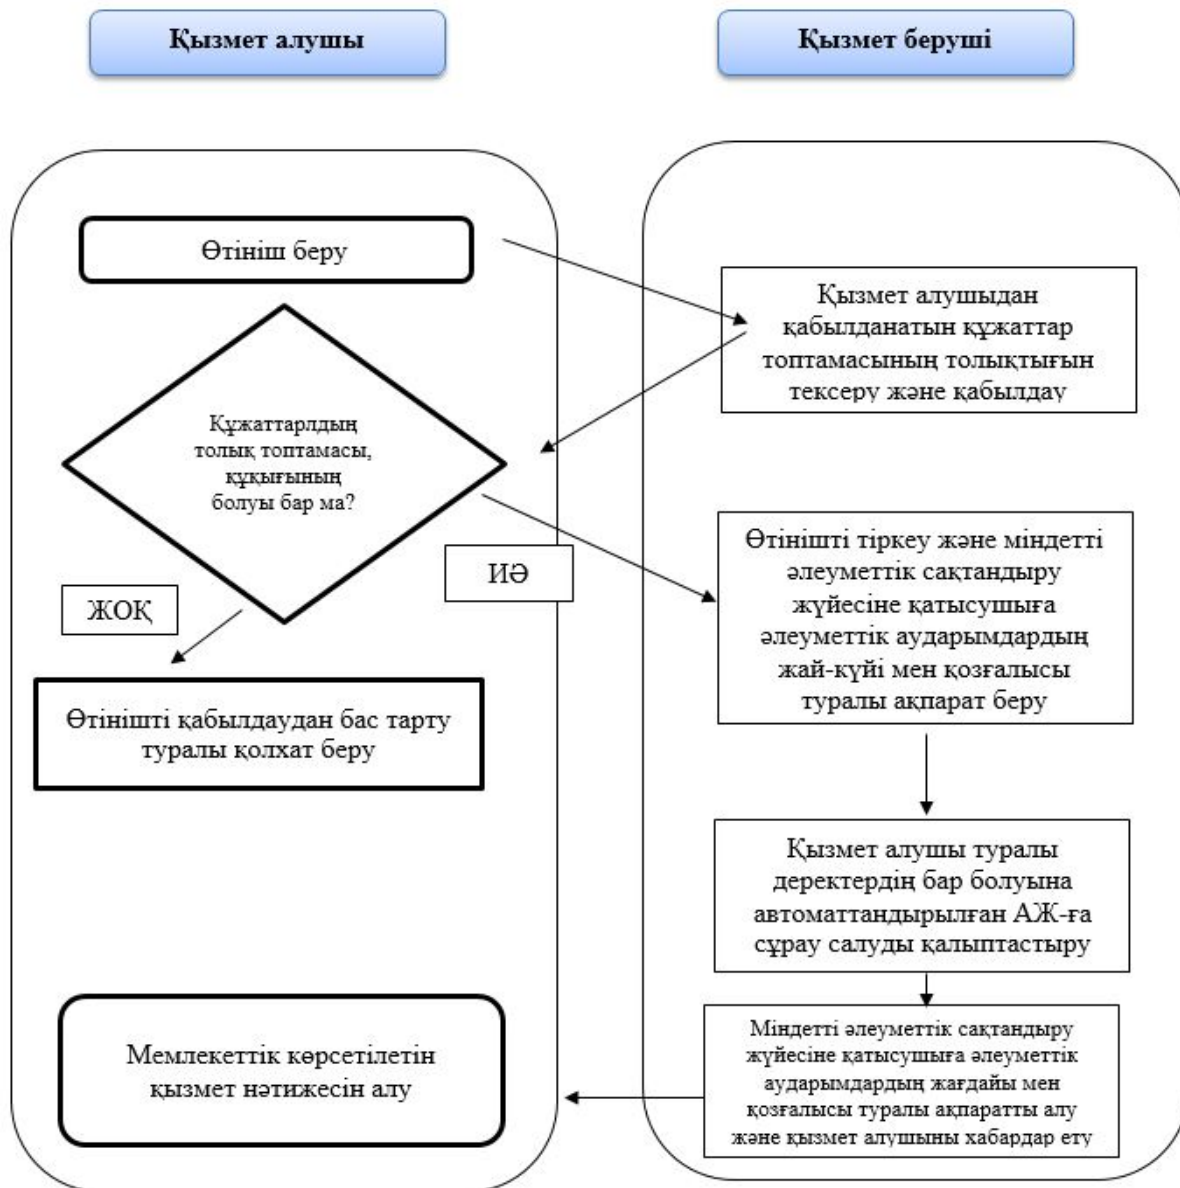 Қызмет алушы
Қызмет беруші
Өтініш беру
Қызмет алушыдан
қабылданатын құжаттар
топтамасының толықтығын
тексеру және қабылдау
Құжаттарлдың
толық топтамасы,
құқығының
болуы бар ма?
ИӘ
ЖОҚ
Өтінішті тіркеу және міндетті
әлеуметтік сақтандыру
жүйесіне қатысушыға
әлеуметтік аударымдардың
жай-күйі мен қозғалысы
туралы ақпарат беру
Өтінішті қабылдаудан бас тарту
туралы қолхат беру
Қызмет алушы туралы
деректердің бар болуына
автоматтандырылған АЖ-ға
сұрау салуды қалыптастыру
Міндетті әлеуметтік сақтандыру
жүйесіне қатысушыға әлеуметтік
аударымдардың жағдайы мен
қозғалысы туралы ақпаратты алу
және қызмет алушыны хабардар ету
Мемлекеттік көрсетілетін
қызмет нәтижесін алу